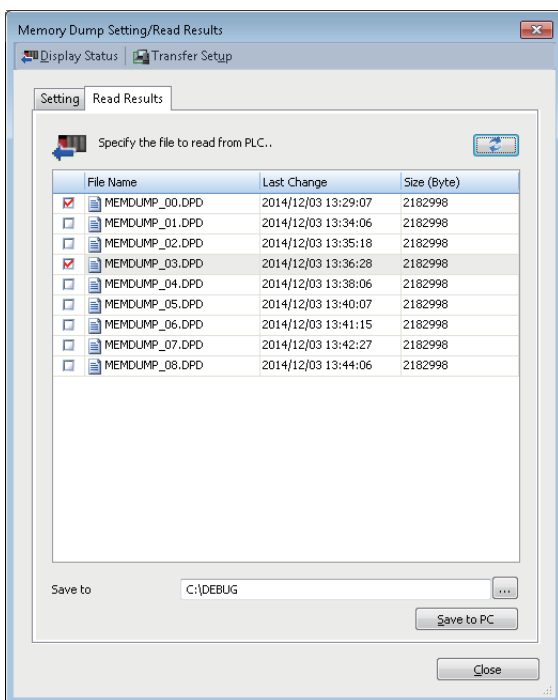 Memory Dump Setting/Read Results
Display Status Transfer Setup
Setting Read Results
Specify the file to read from PLC..
File Name Last Change Size (Byte)
MEMDUMP_00.DPD 2014/12/03 13:29:07 2182998
MEMDUMP_01.DPD 2014/12/03 13:34:06 2182998
MEMDUMP_02.DPD 2014/12/03 13:35:18 2182998
MEMDUMP_03.DPD 2014/12/03 13:36:28 2182998
MEMDUMP_04.DPD 2014/12/03 13:38:06 2182998
MEMDUMP_05.DPD 2014/12/03 13:40:07 2182998
MEMDUMP_06.DPD 2014/12/03 13:41:15 2182998
MEMDUMP_07.DPD 2014/12/03 13:42:27 2182998
MEMDUMP_08.DPD 2014/12/03 13:44:06 2182998
Save to C:\DEBUG ...
Save to PC
Close